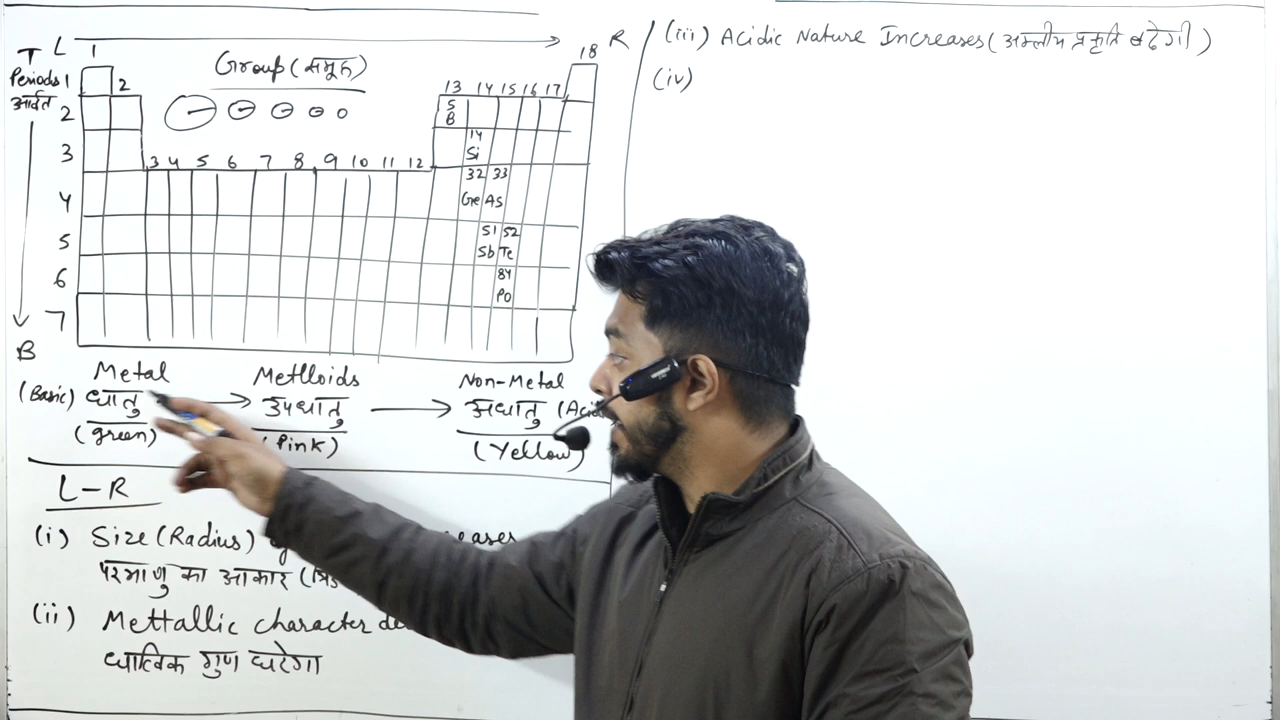 L 1 R
18
T
Periods 1 2 Group (समूह) 13 14 15 16 17
आर्वत 2 5
B
3 14
Si
3 4 5 6 7 8 9 10 11 12
4 32 33
Ge As
5 51 52
Sb Te
6 84
Po
7
B
Metal Metlloids Non-Metal
(Basic) धातु उपधातु अधातु
(green) (Pink) (Yellow)
L-R
(i) Size (Radius)
परमाणु का आकार
(ii) Mettallic character
धात्विक गुण घटेगा
(iii) Acidic Nature Increases (अम्लीय प्रकृति बढेगी)
(iv)